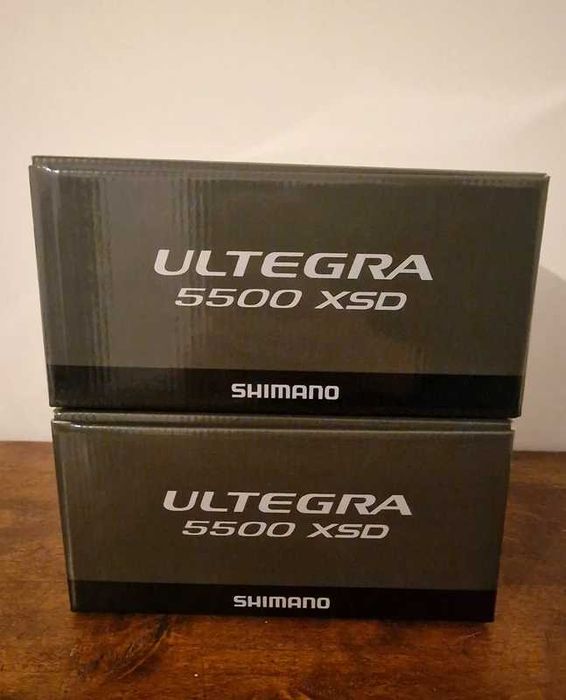 ULTEGRA
5500 XSD
SHIMANO
ULTEGRA
5500 XSD
SHIMANO